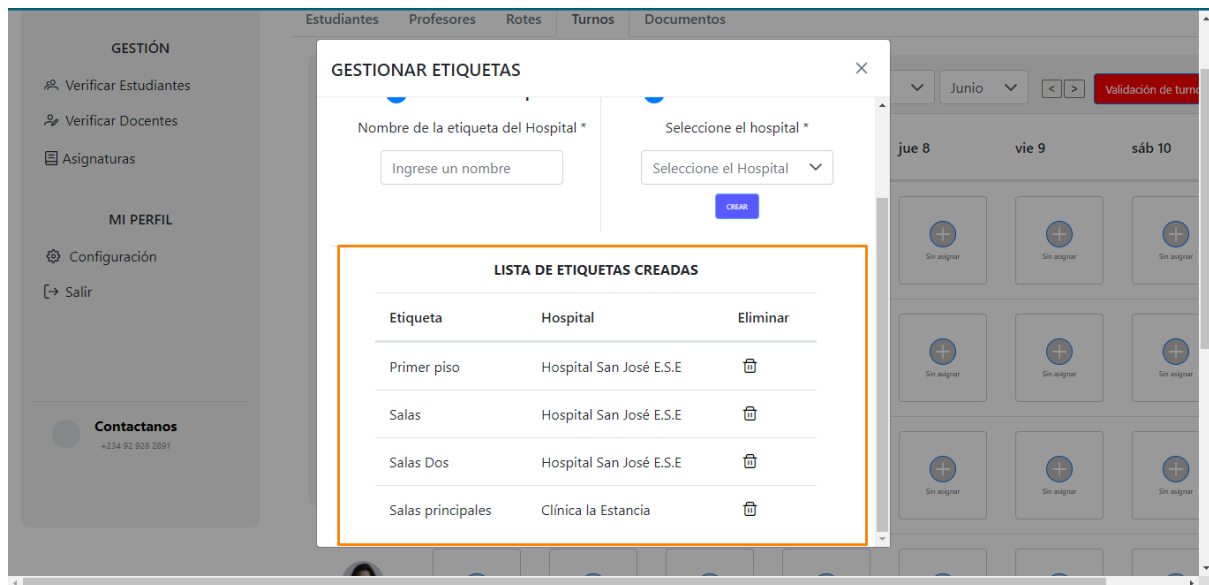 Estudiantes Profesores Rotes Turnos Documentos
GESTIÓN
Verificar Estudiantes
Verificar Docentes
Asignaturas
MI PERFIL
Configuración
Salir
Contactanos
+234 92 928 2891
GESTIONAR ETIQUETAS
Nombre de la etiqueta del Hospital *
Ingrese un nombre
Seleccione el hospital *
Seleccione el Hospital
CREAR
LISTA DE ETIQUETAS CREADAS
Etiqueta Hospital Eliminar
Primer piso Hospital San José E.S.E
Salas Hospital San José E.S.E
Salas Dos Hospital San José E.S.E
Salas principales Clínica la Estancia
Junio < > Validación de turno
jue 8 vie 9 sáb 10
Sin asignar Sin asignar Sin asignar
Sin asignar Sin asignar Sin asignar
Sin asignar Sin asignar Sin asignar